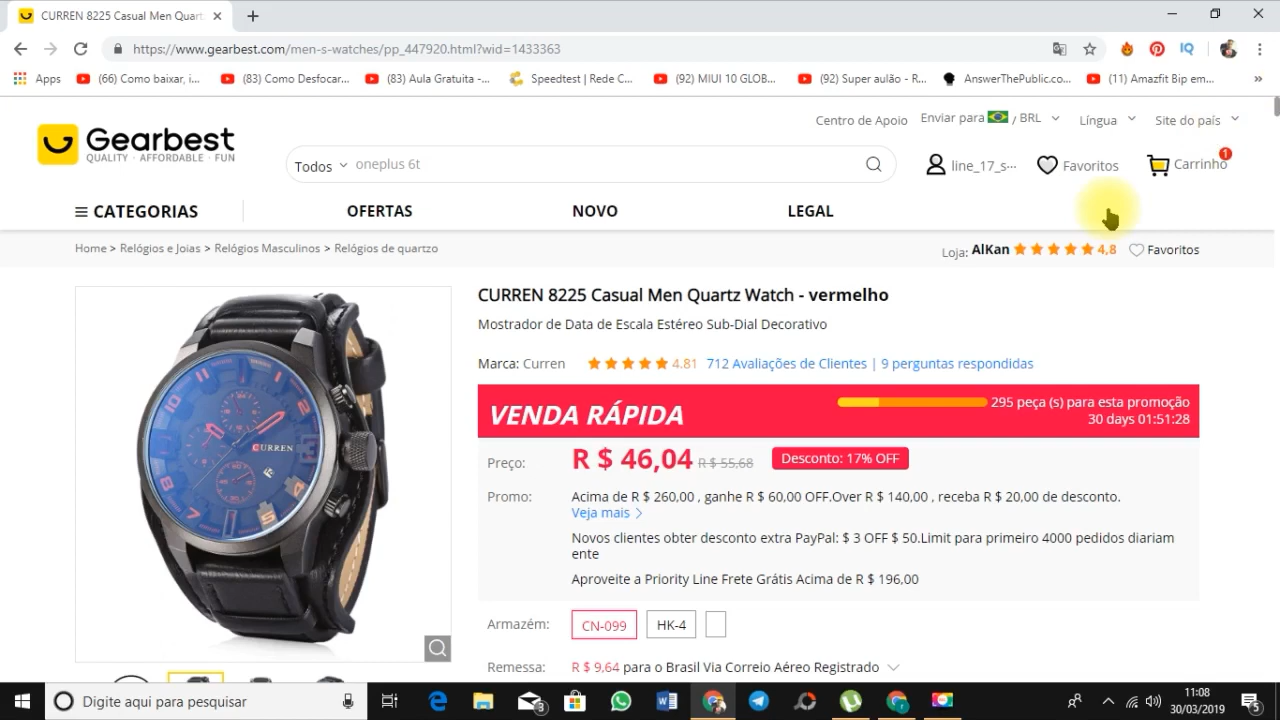 CURREN 8225 Casual Men Quart
https://www.gearbest.com/men-s-watches/pp_447920.html?wid=1433363
Apps (66) Como baixar, i... (83) Como Desfocar... (83) Aula Gratuita -... Speedtest | Rede C... (92) MIUI 10 GLOB... (92) Super aulão - R... AnswerThePublic.co... (11) Amazfit Bip em... »
Centro de Apoio Enviar para / BRL Língua Site do país
Gearbest
QUALITY · AFFORDABLE · FUN
Todos oneplus 6t
line_17_s··· Favoritos Carrinho 1
CATEGORIAS OFERTAS NOVO LEGAL
Home > Relógios e Joias > Relógios Masculinos > Relógios de quartzo
Loja: AlKan 4,8 Favoritos
CURREN 8225 Casual Men Quartz Watch - vermelho
Mostrador de Data de Escala Estéreo Sub-Dial Decorativo
Marca: Curren 4.81 712 Avaliações de Clientes | 9 perguntas respondidas
VENDA RÁPIDA
295 peça (s) para esta promoção
30 days 01:51:28
Preço: R $ 46,04 R $ 55,68 Desconto: 17% OFF
Promo: Acima de R $ 260,00 , ganhe R $ 60,00 OFF.Over R $ 140,00 , receba R $ 20,00 de desconto.
Veja mais >
Novos clientes obter desconto extra PayPal: $ 3 OFF $ 50.Limit para primeiro 4000 pedidos diariam
ente
Aproveite a Priority Line Frete Grátis Acima de R $ 196,00
Armazém: CN-099 HK-4
Remessa: R $ 9,64 para o Brasil Via Correio Aéreo Registrado
10
CURREN
8
7
5
Digite aqui para pesquisar
11:08
30/03/2019